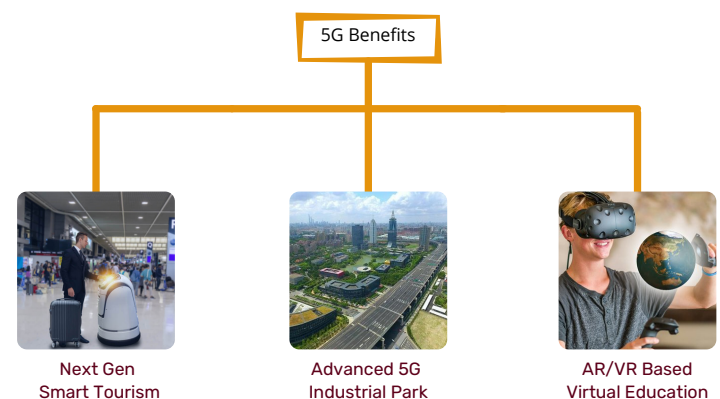 5G Benefits
Next Gen
Smart Tourism
Advanced 5G
Industrial Park
AR/VR Based
Virtual Education